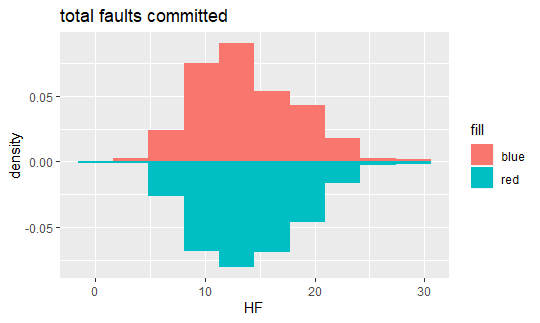 total faults committed
density
0.05
0.00
-0.05
0
10
20
30
HF
fill
blue
red